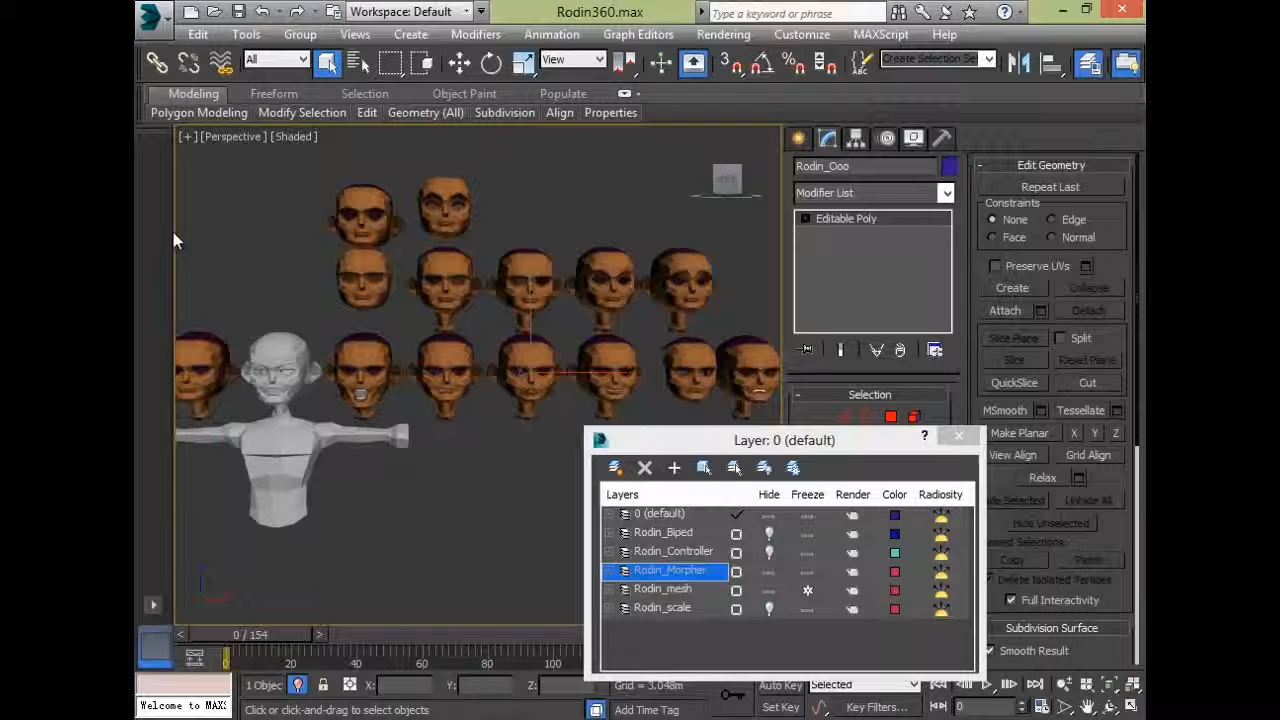 Workspace: Default
Rodin360.max
Type a keyword or phrase
Edit Tools Group Views Create Modifiers Animation Graph Editors Rendering Customize MAXScript Help
All
View
3
Create Selection Se
Modeling Freeform Selection Object Paint Populate
Polygon Modeling Modify Selection Edit Geometry (All) Subdivision Align Properties
[+] [Perspective] [Shaded]
Rodin_Ooo
Modifier List
Editable Poly
Selection
Edit Geometry
Repeat Last
Constraints
None Edge
Face Normal
Preserve UVs
Create Collapse
Attach Detach
Slice Plane Split
Slice Reset Plane
QuickSlice Cut
MSmooth Tessellate
Make Planar X Y Z
View Align Grid Align
Relax
Hide Selected Unhide All
Hide Unselected
Named Selections:
Copy Paste
Delete Isolated Vertices
Full Interactivity
Subdivision Surface
Smooth Result
Layer: 0 (default)
?
Layers Hide Freeze Render Color Radiosity
0 (default)
Rodin_Biped
Rodin_Controller
Rodin_Morpher
Rodin_mesh
Rodin_scale
< 0 / 154 >
0 20 40 60 80 100
1 Objec X: Y: Z: Grid = 3,048m Auto Key Selected
Welcome to MAX Click or click-and-drag to select objects Add Time Tag Set Key Key Filters... 0